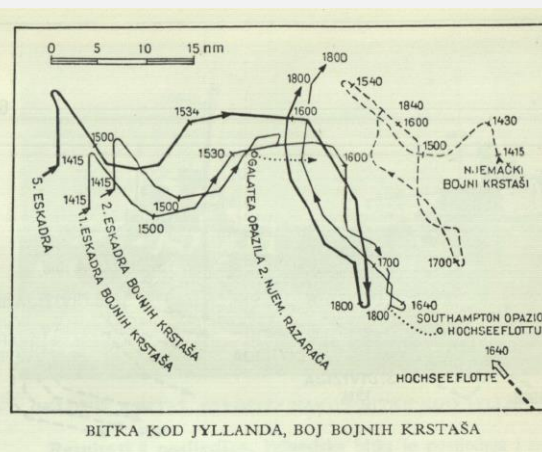 0 5 10 15 nm
1800
1800
1540
1534
1600
1840
1600
1430
1500
1500
1415
1530
1600
NJEMAČKI
BOJNI KRSTAŠI
1415
1415
1415
1500
1500
5. ESKADRA
1. ESKADRA BOJNIH KRSTAŠA
2. ESKADRA BOJNIH KRSTAŠA
GALATEA OPAZILA 2. NJEM. RAZARAČA
1700
1700
1800
1800
1640
SOUTHAMPTON OPAZIO
HOCHSEEFLOTTU
1640
HOCHSEEFLOTTE
BITKA KOD JYLLANDA, BOJ BOJNIH KRSTAŠA